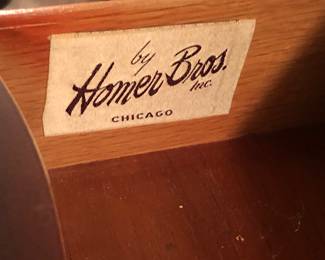 by
Homer Bros.
Inc.
CHICAGO